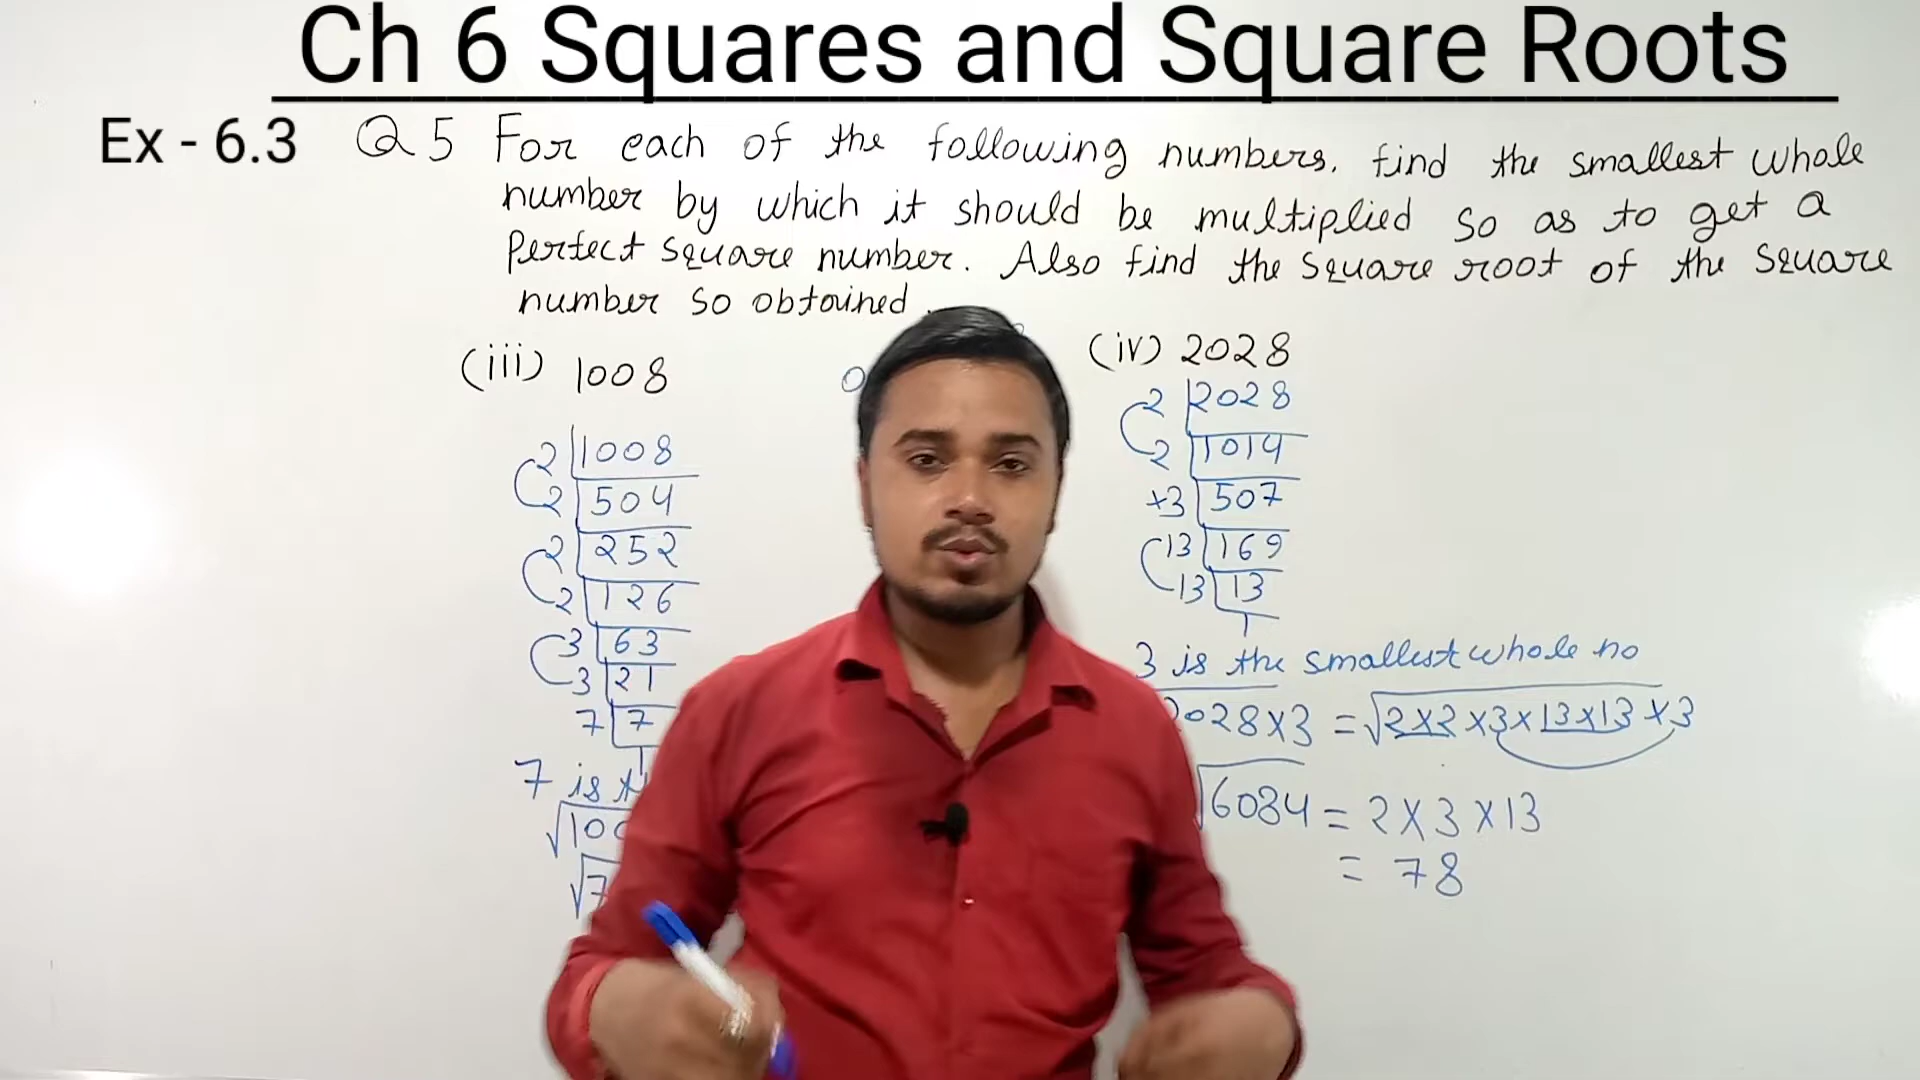 Ch 6 Squares and Square Roots
Ex - 6.3 Q5 For each of the following numbers, find the smallest whole
number by which it should be multiplied so as to get a
Perfect square number. Also find the square root of the square
number so obtained
(iii) 1008
2 1008
2 504
2 252
2 126
3 63
3 21
7 7
7 is
(iv) 2028
2 2028
2 1014
×3 507
13 169
13 13
1
3 is the smallest whole no
2028×3 = √2×2×3×13×13×3
√6084 = 2×3×13
= 78